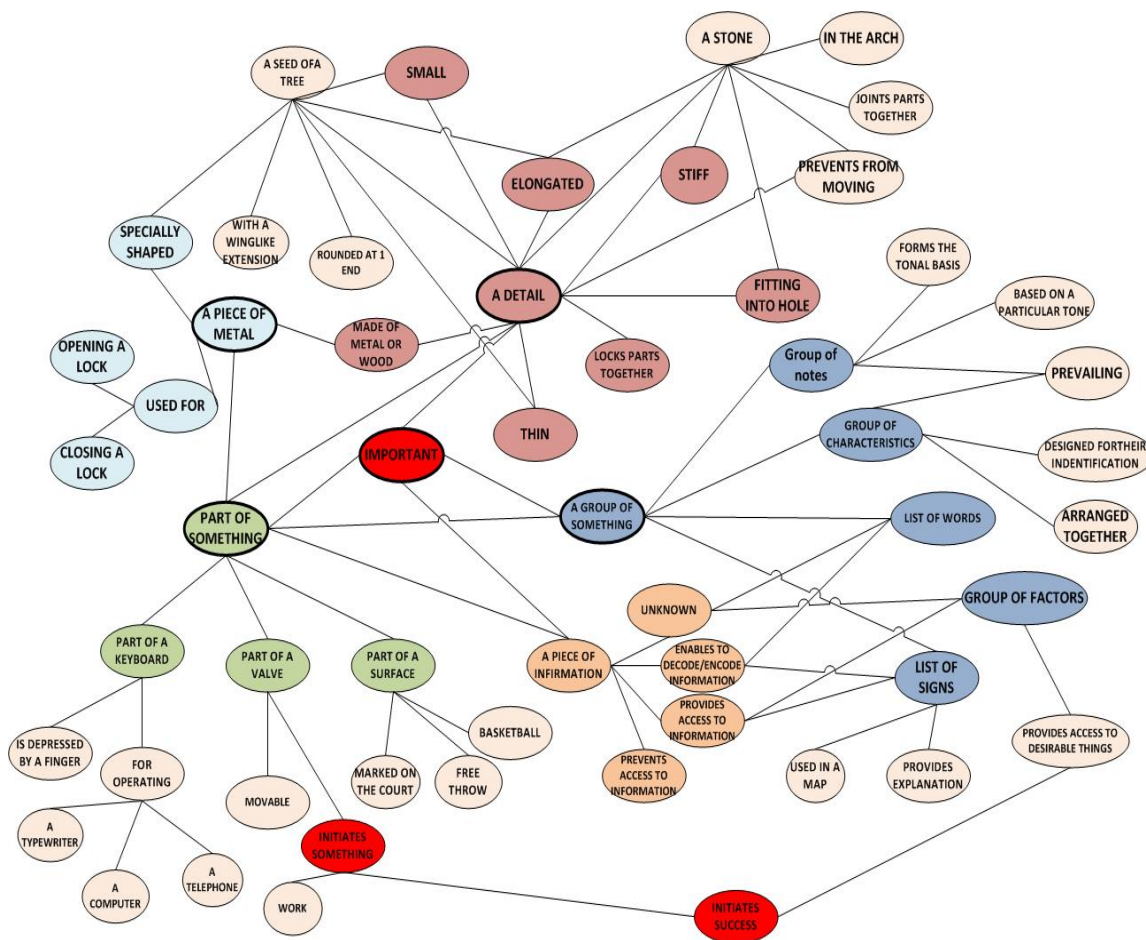 A STONE
IN THE ARCH
A SEED OFA
TREE
SMALL
JOINTS PARTS
TOGETHER
ELONGATED
STIFF
PREVENTS FROM
MOVING
SPECIALLY
SHAPED
WITH A
WINGLIKE
EXTENSION
ROUNDED AT 1
END
FORMS THE
TONAL BASIS
A DETAIL
FITTING
INTO HOLE
BASED ON A
PARTICULAR TONE
A PIECE OF
METAL
MADE OF
METAL OR
WOOD
LOCKS PARTS
TOGETHER
Group of
notes
OPENING A
LOCK
PREVAILING
USED FOR
THIN
GROUP OF
CHARACTERISTICS
CLOSING A
LOCK
IMPORTANT
DESIGNED FORTHEIR
INDENTIFICATION
PART OF
SOMETHING
A GROUP OF
SOMETHING
LIST OF WORDS
ARRANGED
TOGETHER
UNKNOWN
GROUP OF FACTORS
PART OF A
KEYBOARD
PART OF A
VALVE
PART OF A
SURFACE
A PIECE OF
INFIRMATION
ENABLES TO
DECODE/ENCODE
INFORMATION
LIST OF
SIGNS
PROVIDES
ACCESS TO
INFORMATION
IS DEPRESSED
BY A FINGER
BASKETBALL
PROVIDES ACCESS TO
DESIRABLE THINGS
FOR
OPERATING
MARKED ON
THE COURT
FREE
THROW
PREVENTS
ACCESS TO
INFORMATION
USED IN A
MAP
PROVIDES
EXPLANATION
MOVABLE
A
TYPEWRITER
INITIATES
SOMETHING
A
TELEPHONE
A
COMPUTER
WORK
INITIATES
SUCCESS